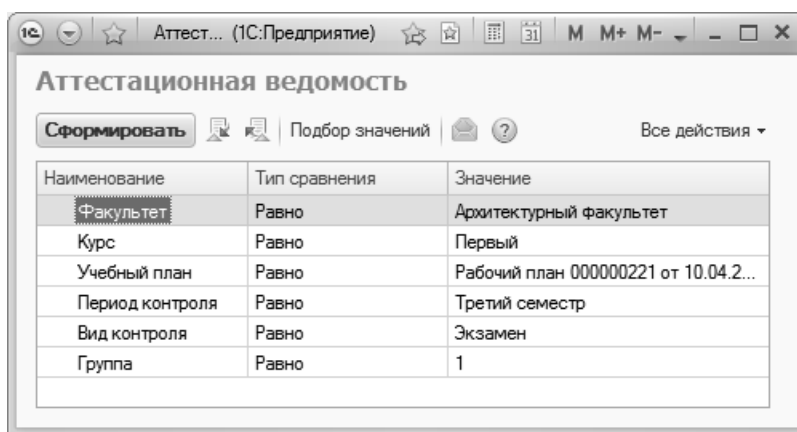 1С Аттест... (1С:Предприятие) 31 M M+ M-
Аттестационная ведомость
Сформировать Подбор значений ? Все действия
Наименование Тип сравнения Значение
Факультет Равно Архитектурный факультет
Курс Равно Первый
Учебный план Равно Рабочий план 000000221 от 10.04.2...
Период контроля Равно Третий семестр
Вид контроля Равно Экзамен
Группа Равно 1